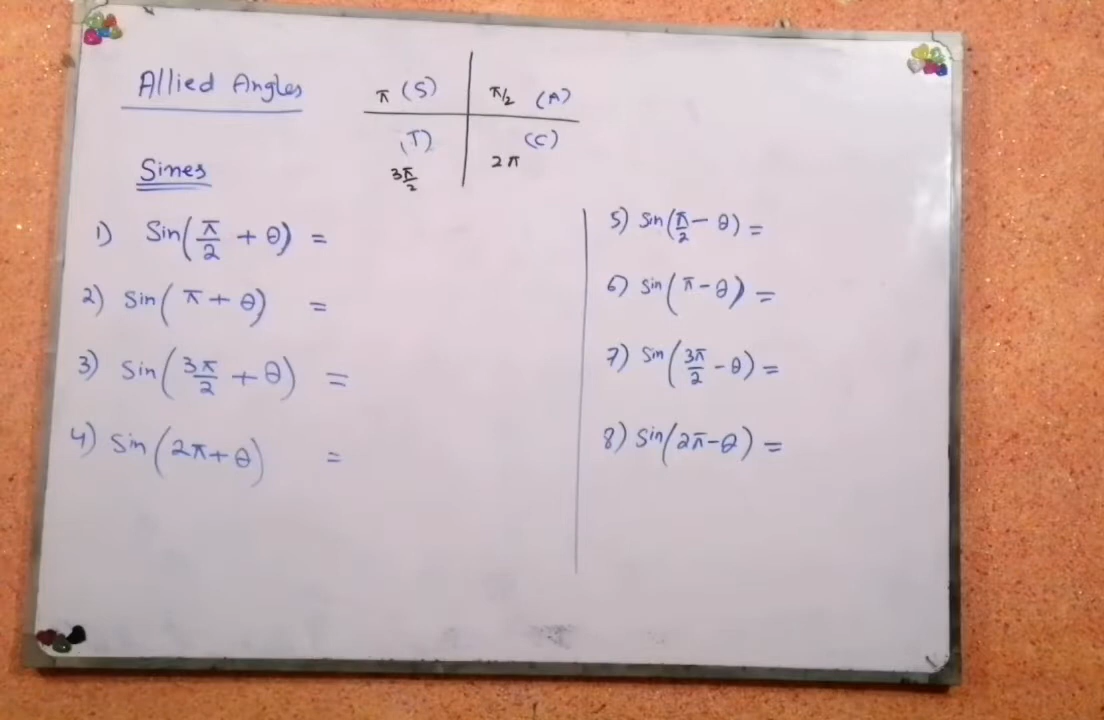 Allied Angles
π (S) π/2 (A)
(T) (C)
3π/2 2π
Sines
1) Sin(π/2 + θ) =
2) Sin(π + θ) =
3) Sin(3π/2 + θ) =
4) Sin(2π + θ) =
5) Sin(π/2 - θ) =
6) Sin(π - θ) =
7) Sin(3π/2 - θ) =
8) Sin(2π - θ) =